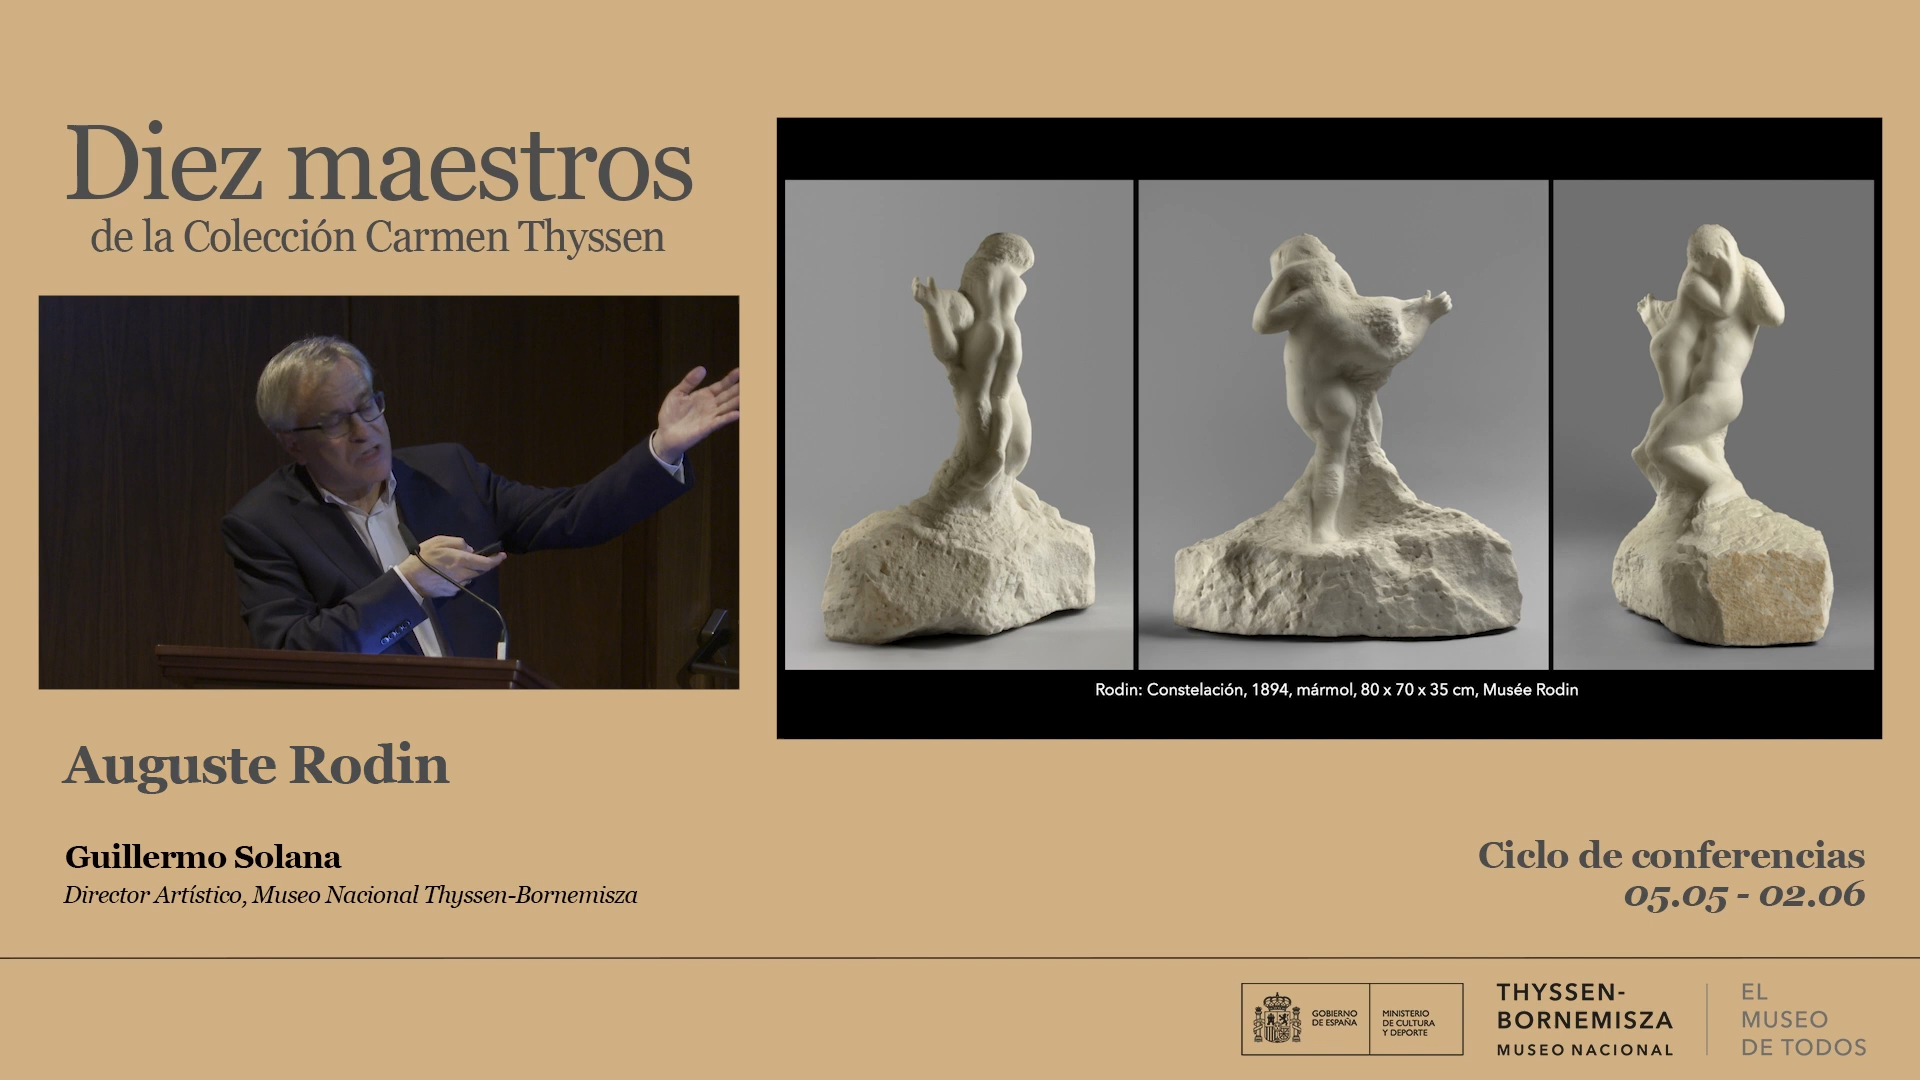 Diez maestros
de la Colección Carmen Thyssen
Rodin: Constelación, 1894, mármol, 80 x 70 x 35 cm, Musée Rodin
Auguste Rodin
Guillermo Solana
Director Artístico, Museo Nacional Thyssen-Bornemisza
Ciclo de conferencias
05.05 - 02.06
GOBIERNO
DE ESPAÑA
MINISTERIO
DE CULTURA
Y DEPORTE
THYSSEN-
BORNEMISZA
MUSEO NACIONAL
EL
MUSEO
DE TODOS